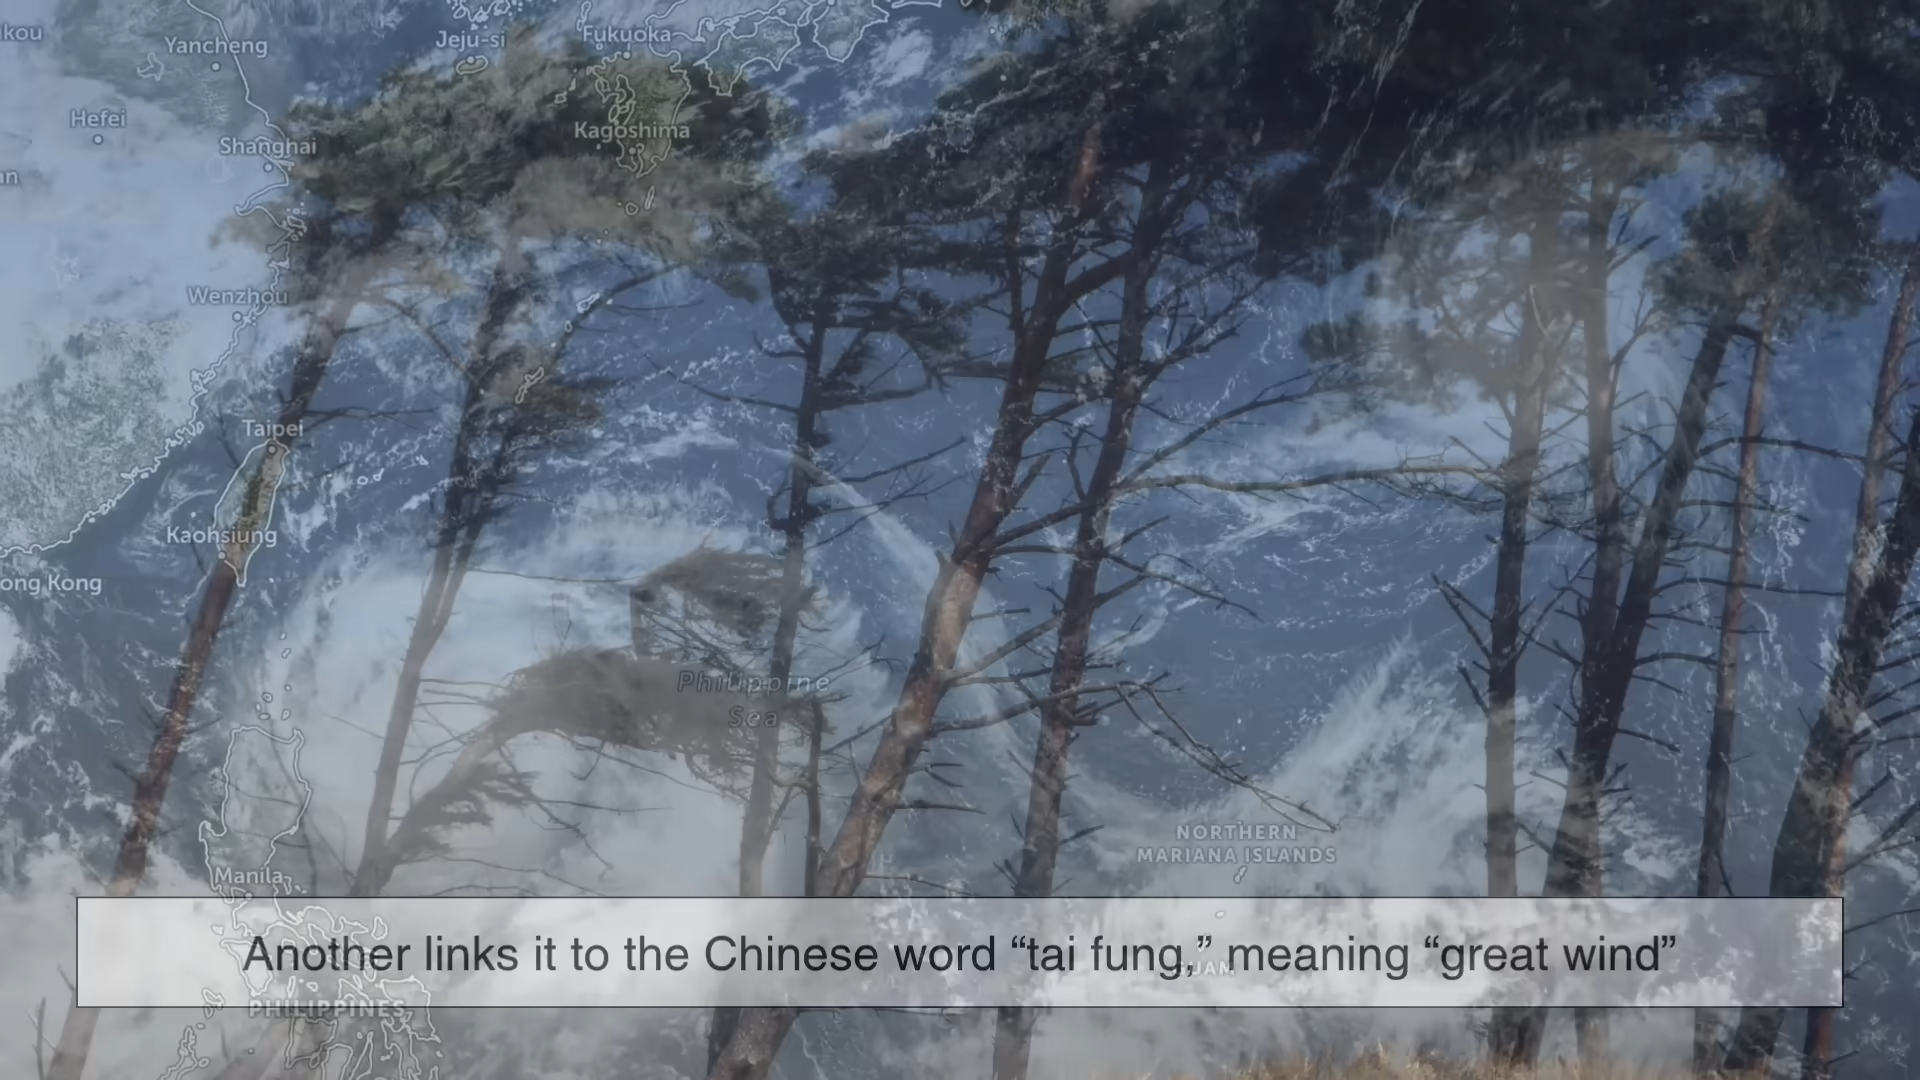 Yancheng
Jeju-si
Fukuoka
Hefei
Kagoshima
Shanghai
Wenzhou
Taipei
Kaohsiung
ong Kong
Philippine
Sea
NORTHERN
MARIANA ISLANDS
Manila
Another links it to the Chinese word “tai fung,” meaning “great wind”
PHILIPPINES